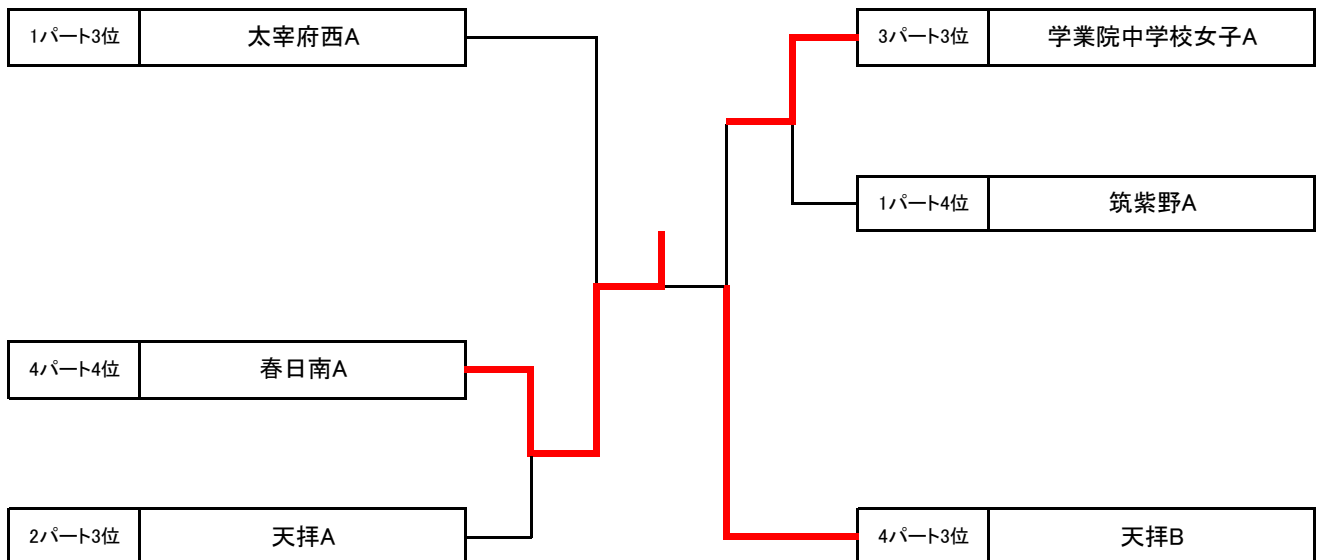 1パート3位 太宰府西A
3パート3位 学業院中学校女子A
1パート4位 筑紫野A
4パート4位 春日南A
2パート3位 天拝A
4パート3位 天拝B